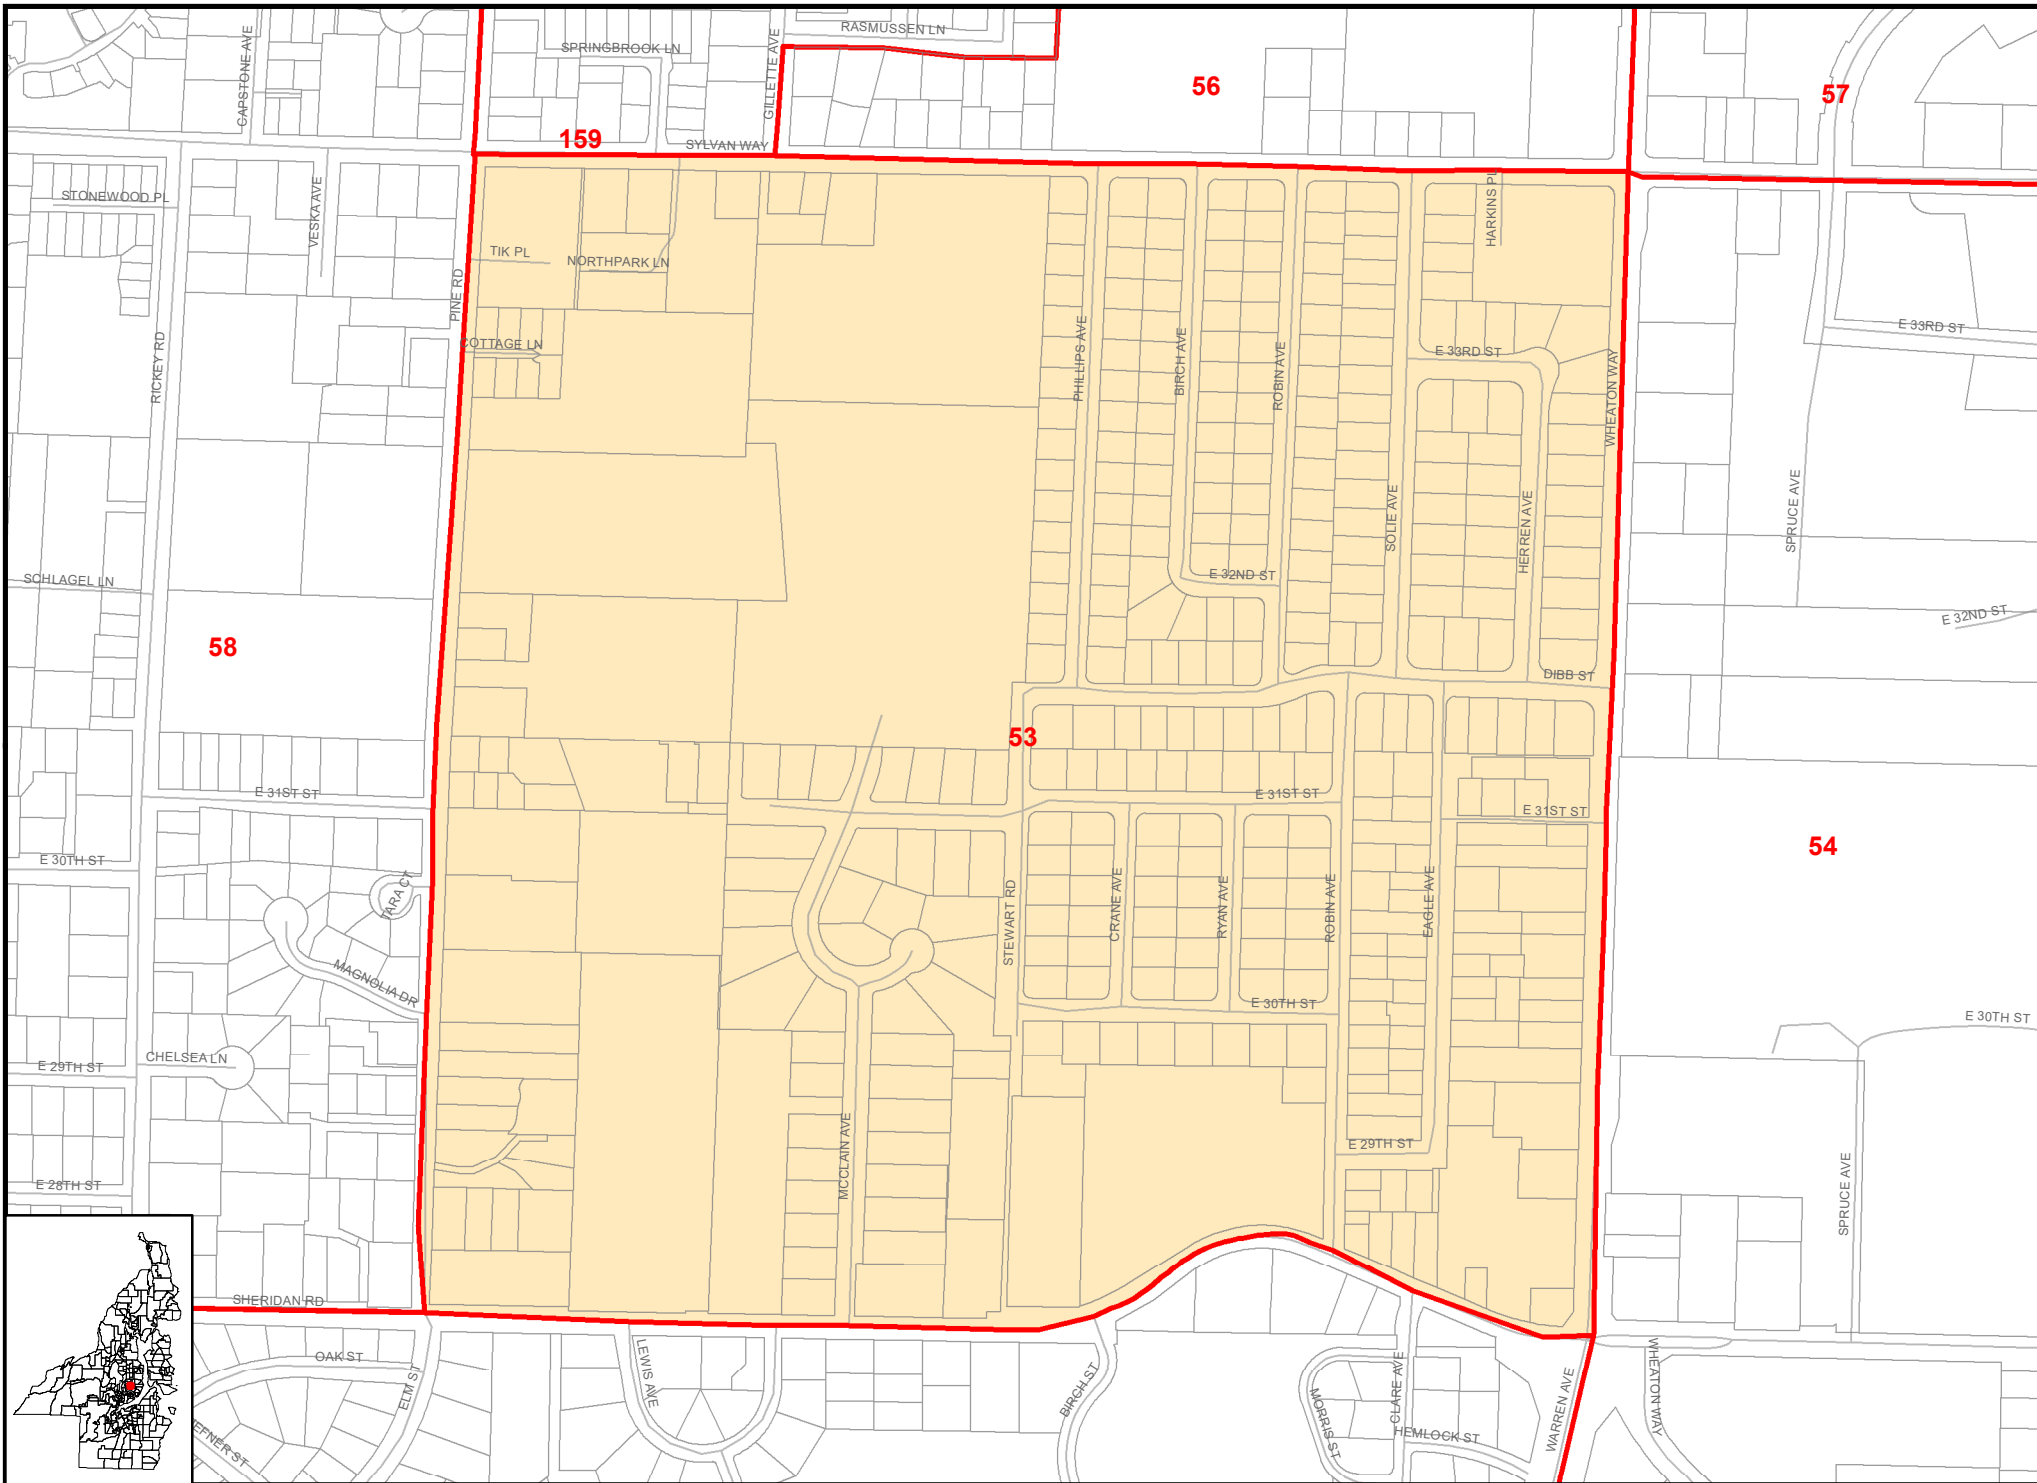 RASMUSSEN LN
SPRINGBROOK LN
CAPSTONE AVE
GILLETTE AVE
56
57
159
SYLVAN WAY
STONEWOOD PL
VESKA AVE
HARKINS PL
TIK PL
NORTHPARK LN
PINE RD
COTTAGE LN
RICKEY RD
PHILLIPS AVE
BIRCH AVE
ROBIN AVE
E 33RD ST
E 33RD ST
WHEATON WAY
SOLIE AVE
HERREN AVE
SPRUCE AVE
SCHLAGEL LN
E 32ND ST
E 32ND ST
58
DIBB ST
53
E 31ST ST
E 31ST ST
E 31ST ST
54
E 30TH ST
TARA CT
STEWART RD
CRANE AVE
RYAN AVE
ROBIN AVE
EAGLE AVE
MAGNOLIA DR
E 30TH ST
E 30TH ST
CHELSEA LN
E 29TH ST
MCCLAIN AVE
E 29TH ST
E 28TH ST
SPRUCE AVE
SHERIDAN RD
OAK ST
ELM ST
LEWIS AVE
BIRCH ST
MORRIS ST
CLARE AVE
HEMLOCK ST
WARREN AVE
WHEATON WAY